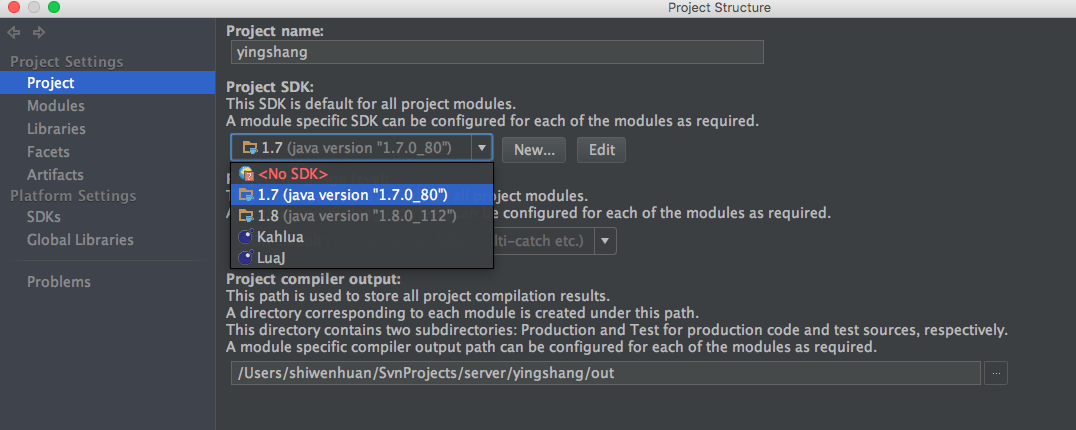 Project Structure
Project Settings
Project
Modules
Libraries
Facets
Artifacts
Platform Settings
SDKs
Global Libraries
Problems
Project name:
yingshang
Project SDK:
This SDK is default for all project modules.
A module specific SDK can be configured for each of the modules as required.
1.7 (java version "1.7.0_80")
New...
Edit
<No SDK>
1.7 (java version "1.7.0_80")
project modules.
1.8 (java version "1.8.0_112")
be configured for each of the modules as required.
Kahlua
lti-catch etc.)
LuaJ
Project compiler output:
This path is used to store all project compilation results.
A directory corresponding to each module is created under this path.
This directory contains two subdirectories: Production and Test for production code and test sources, respectively.
A module specific compiler output path can be configured for each of the modules as required.
/Users/shiwenhuan/SvnProjects/server/yingshang/out
...